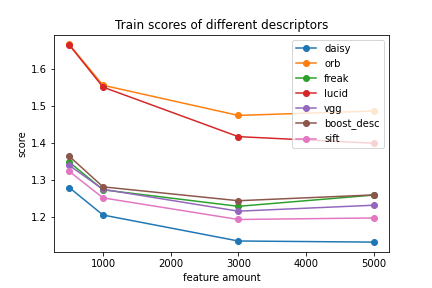 Train scores of different descriptors
daisy
orb
freak
lucid
vgg
boost_desc
sift
score
1.6
1.5
1.4
1.3
1.2
1000 2000 3000 4000 5000
feature amount